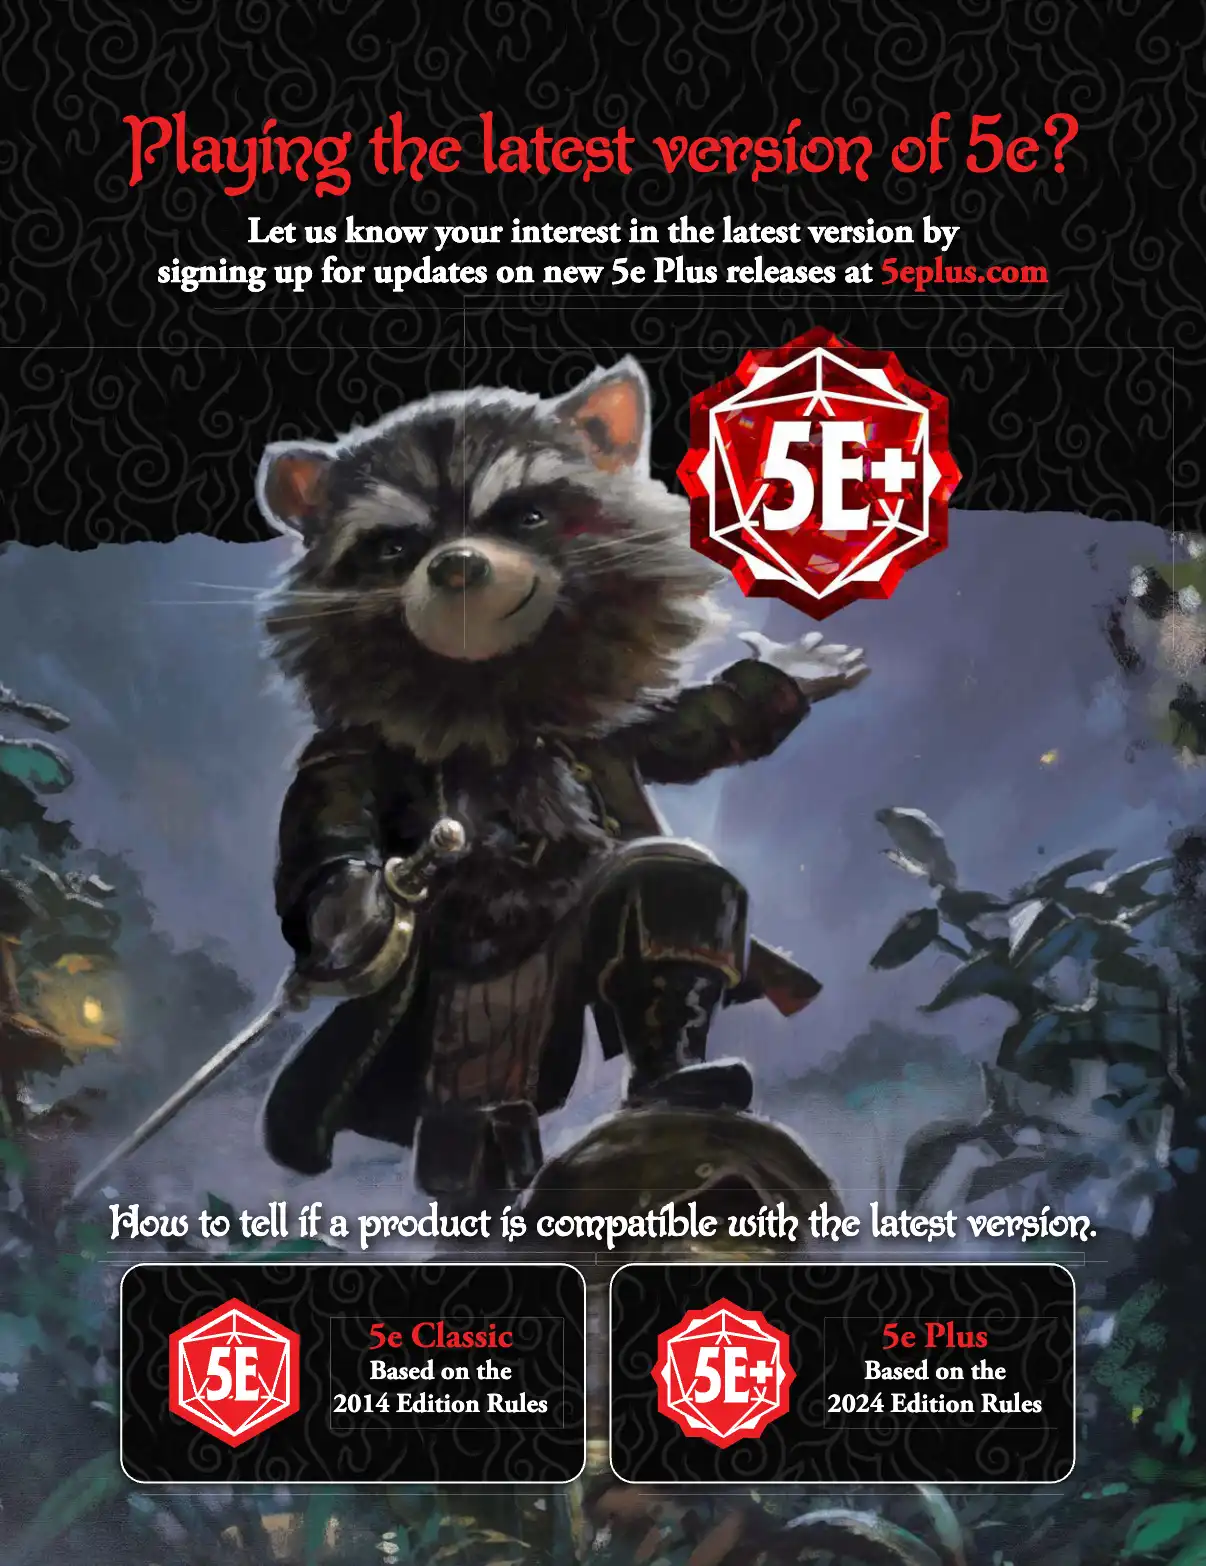 Playing the latest version of 5e?
Let us know your interest in the latest version by
signing up for updates on new 5e Plus releases at 5eplus.com
5E+
How to tell if a product is compatible with the latest version.
5E
5e Classic
Based on the
2014 Edition Rules
5E+
5e Plus
Based on the
2024 Edition Rules